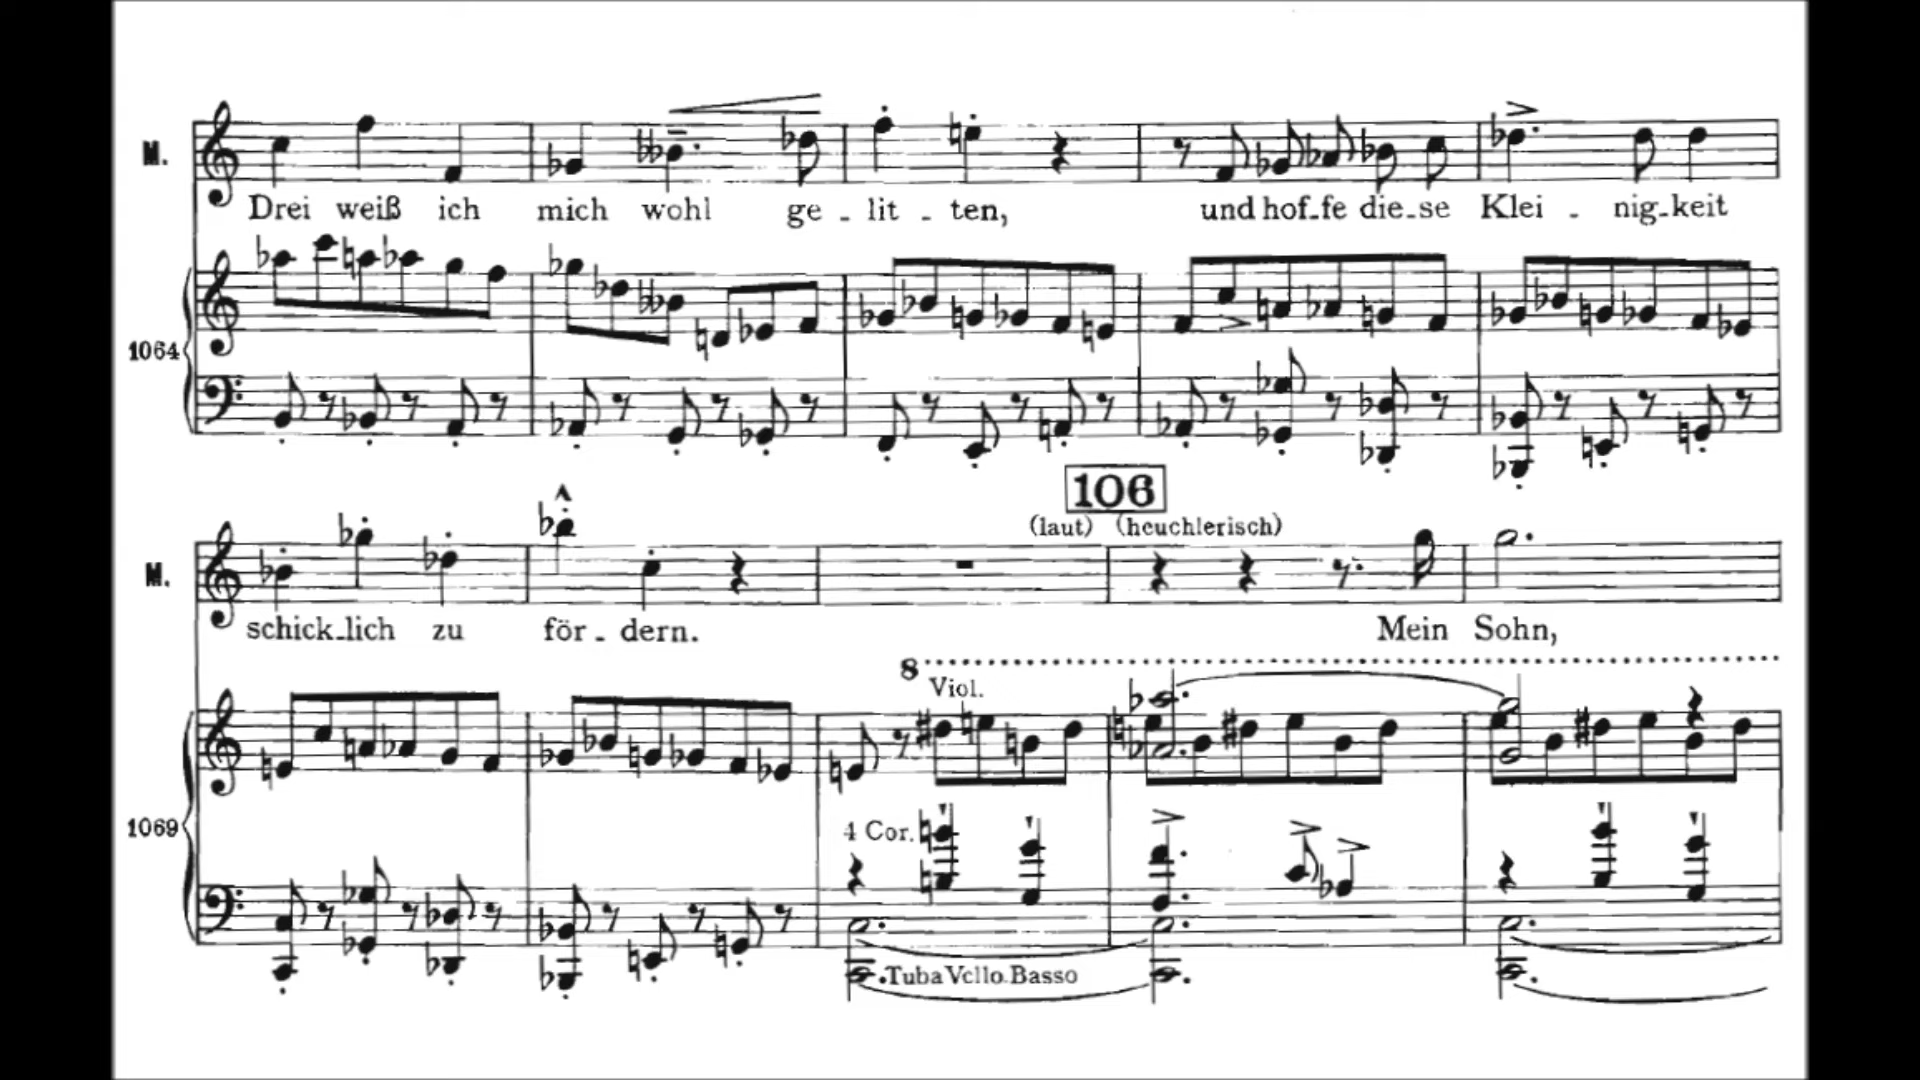 M.
Drei weiß ich mich wohl ge - lit - ten, und hof-fe die-se Klei - nig-keit
1064
106
(laut) (heuchlerisch)
M.
schick-lich zu för - dern. Mein Sohn,
8
Viol.
1069
4 Cor.
Tuba Vcllo. Basso